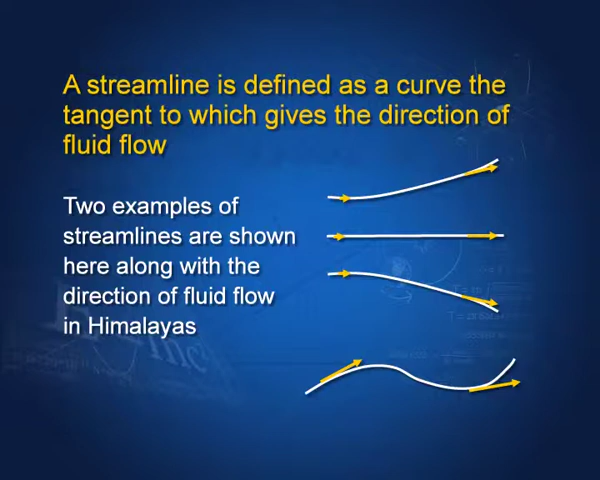 A streamline is defined as a curve the
tangent to which gives the direction of
fluid flow
Two examples of
streamlines are shown
here along with the
direction of fluid flow
in Himalayas